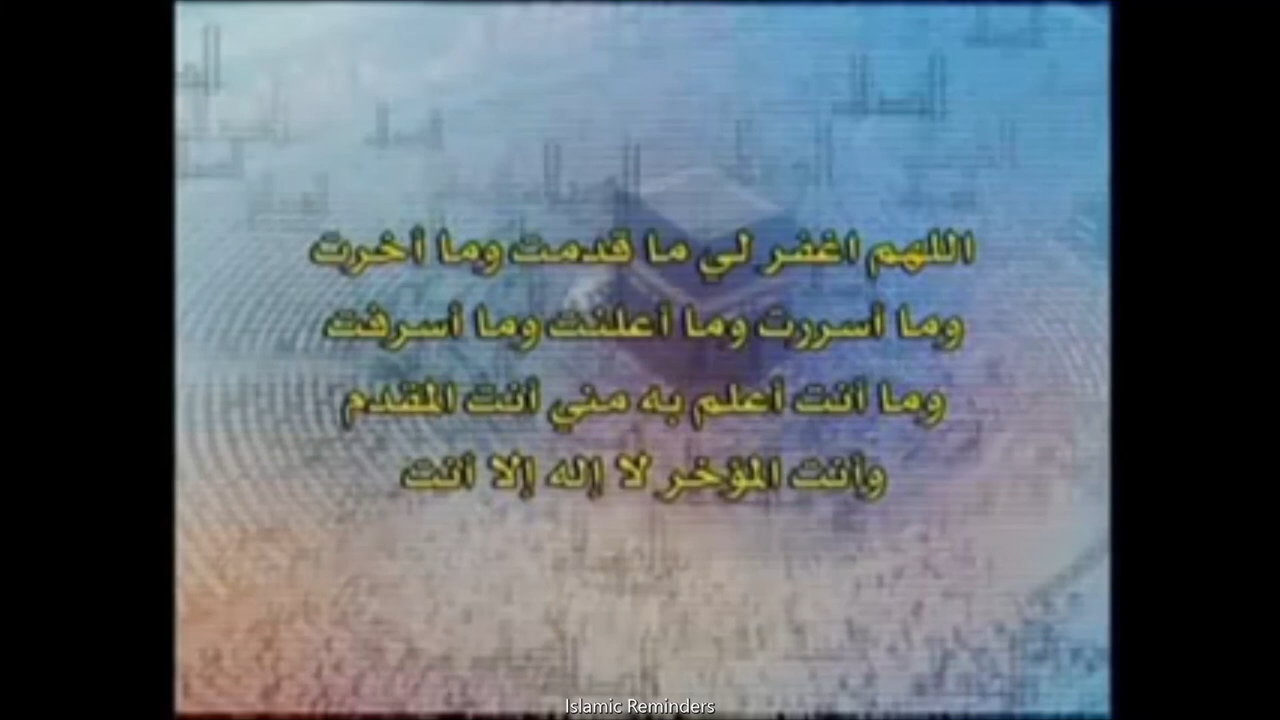 اللهم اغفر لي ما قدمت وما أخرت
وما أسررت وما أعلنت وما أسرفت
وما أنت أعلم به مني أنت المقدم
وأنت المؤخر لا إله إلا أنت
Islamic Reminders